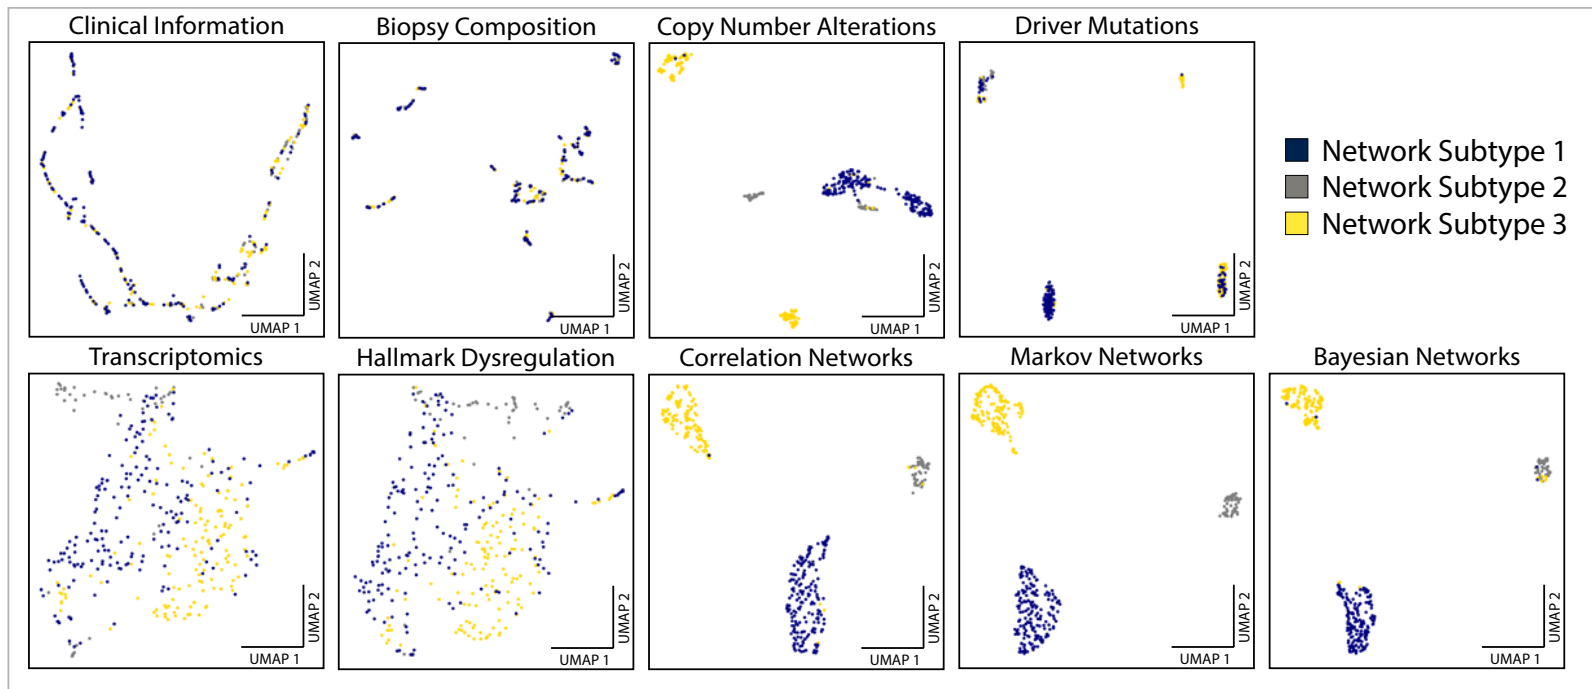 Clinical Information
Biopsy Composition
Copy Number Alterations
Driver Mutations
UMAP 1
UMAP 2
UMAP 1
UMAP 2
UMAP 1
UMAP 2
UMAP 1
UMAP 2
Network Subtype 1
Network Subtype 2
Network Subtype 3
Transcriptomics
Hallmark Dysregulation
Correlation Networks
Markov Networks
Bayesian Networks
UMAP 1
UMAP 2
UMAP 1
UMAP 2
UMAP 1
UMAP 2
UMAP 1
UMAP 2
UMAP 1
UMAP 2